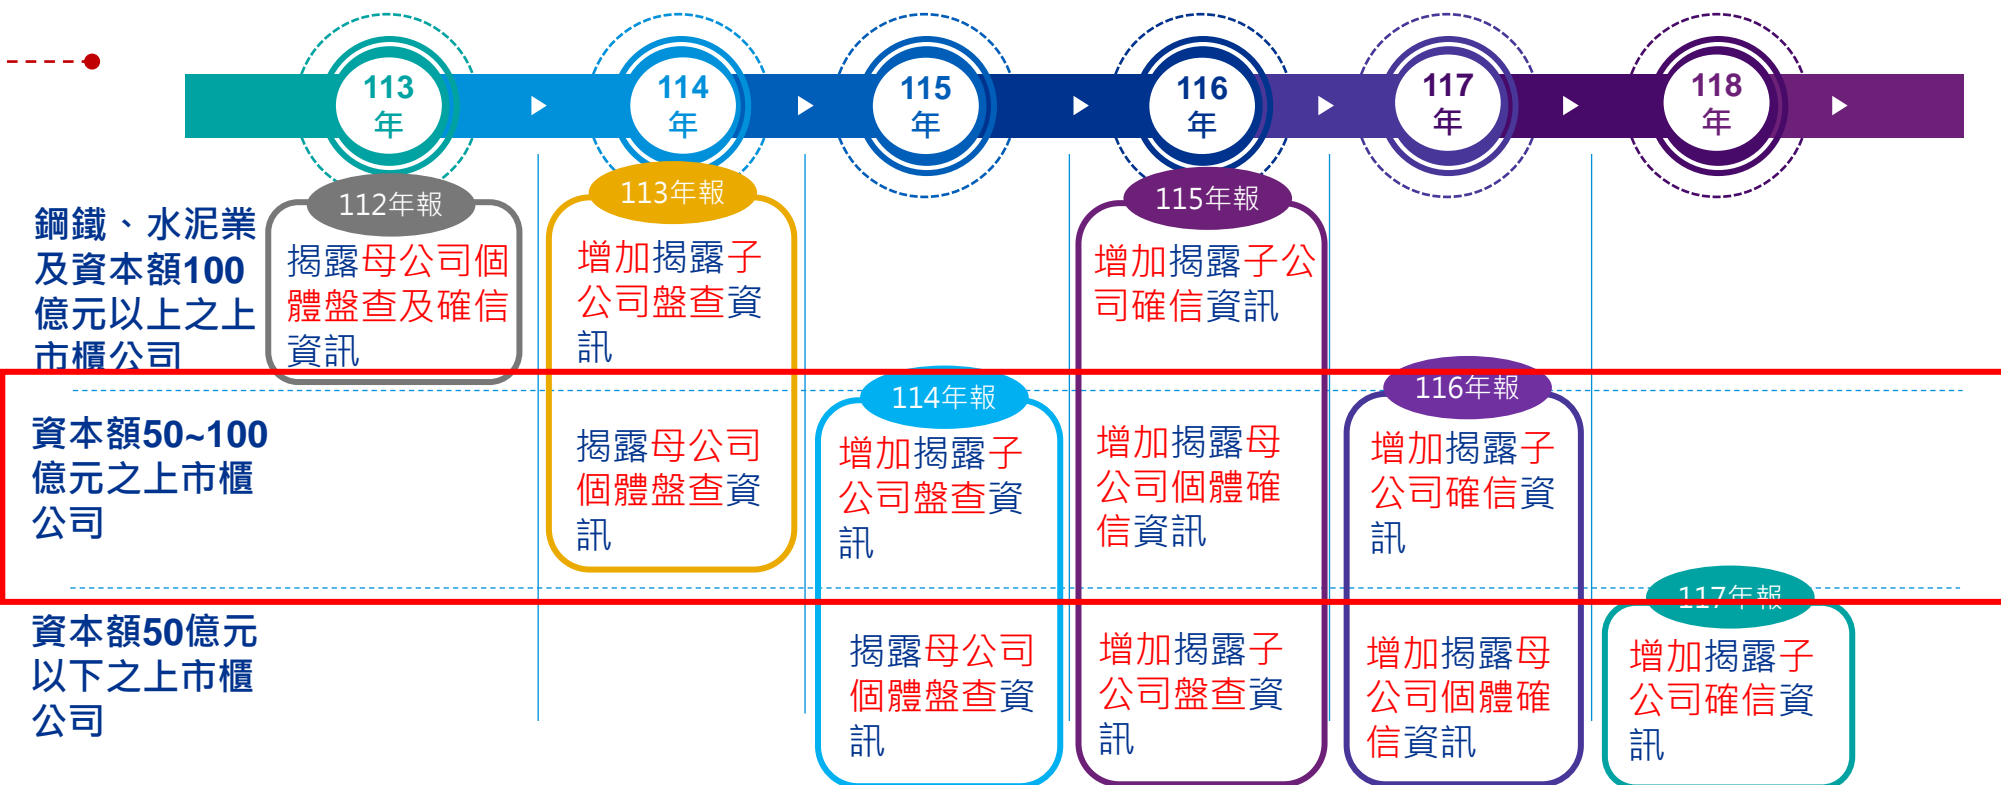 113
年
114
年
115
年
116
年
117
年
118
年
鋼鐵、水泥業
及資本額100
億元以上之上
市櫃公司
112年報
揭露母公司個
體盤查及確信
資訊
113年報
增加揭露子
公司盤查資
訊
115年報
增加揭露子公
司確信資訊
資本額50~100
億元之上市櫃
公司
揭露母公司
個體盤查資
訊
114年報
增加揭露子
公司盤查資
訊
增加揭露母
公司個體確
信資訊
116年報
增加揭露子
公司確信資
訊
資本額50億元
以下之上市櫃
公司
揭露母公司
個體盤查資
訊
增加揭露子
公司盤查資
訊
增加揭露母
公司個體確
信資訊
117年報
增加揭露子
公司確信資
訊